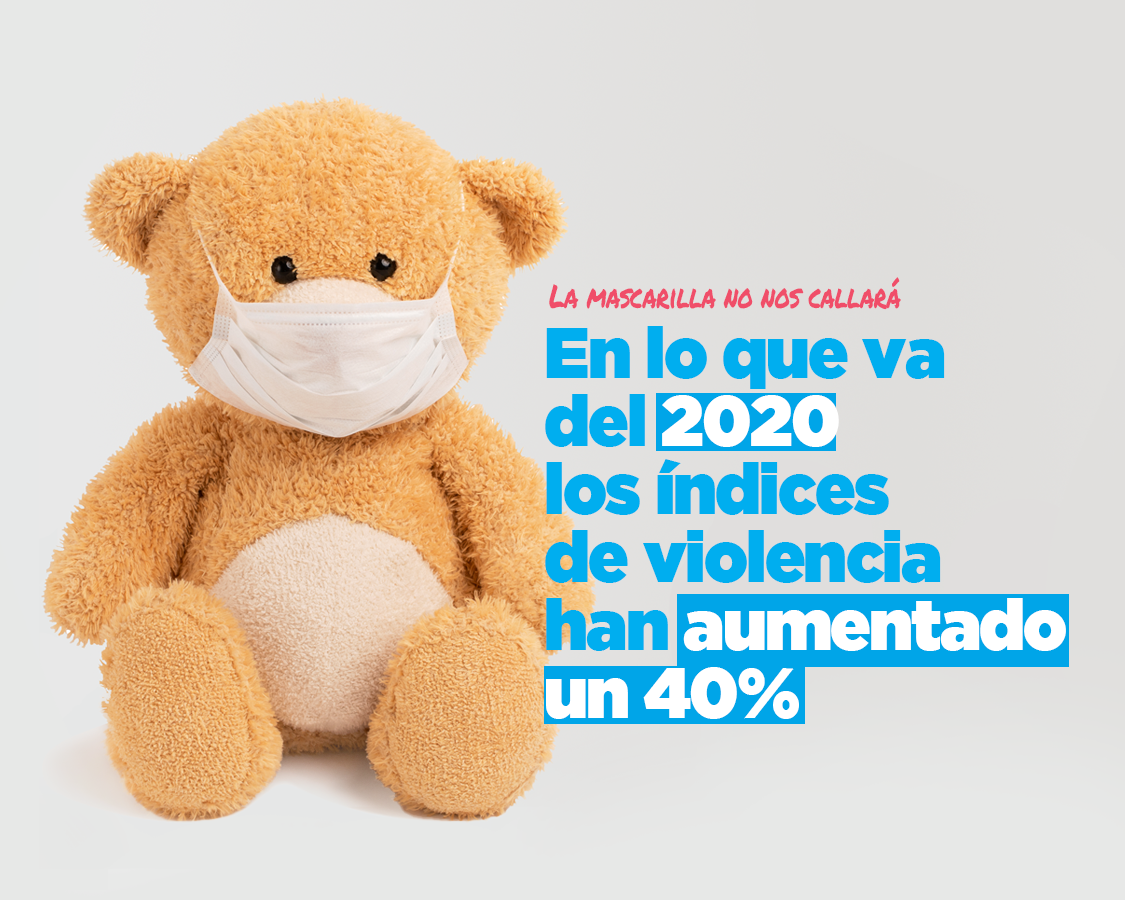 La mascarilla no nos callará
En lo que va
del 2020
los índices
de violencia
han aumentado
un 40%